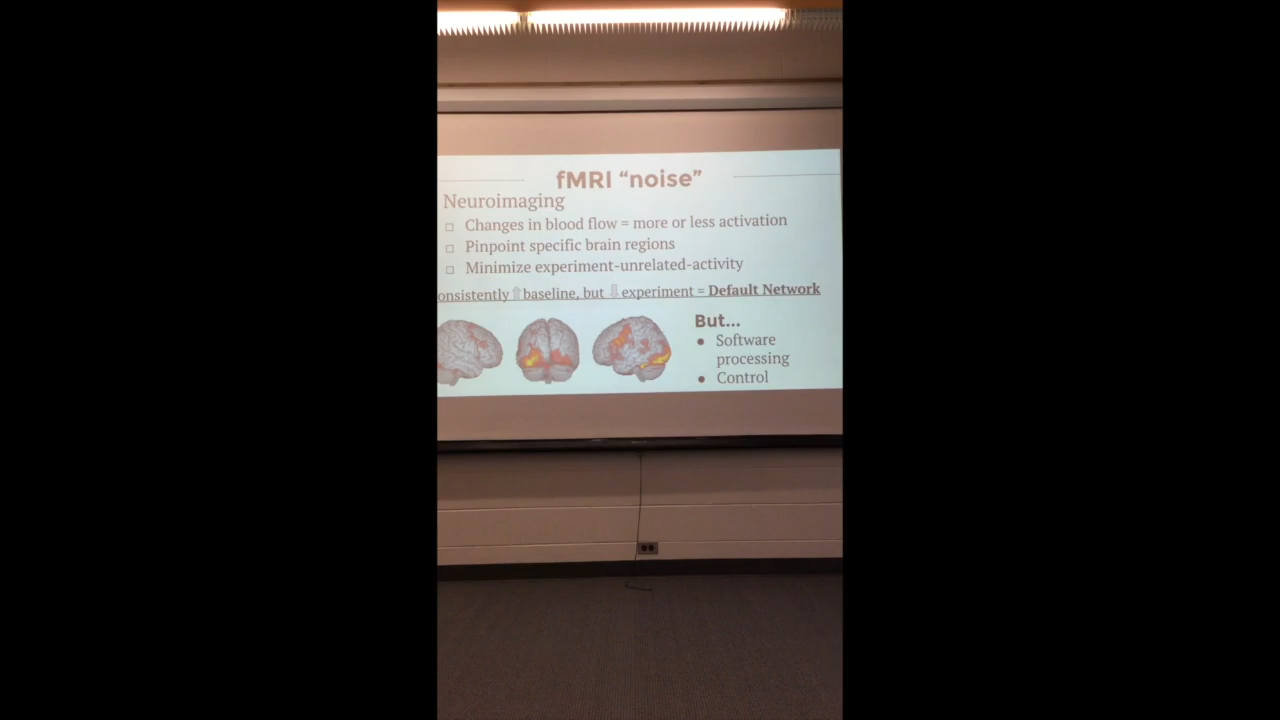 fMRI “noise”
Neuroimaging
□ Changes in blood flow = more or less activation
□ Pinpoint specific brain regions
□ Minimize experiment-unrelated-activity
onsistently ⇧ baseline, but ⇩ experiment = Default Network
But...
● Software
processing
● Control